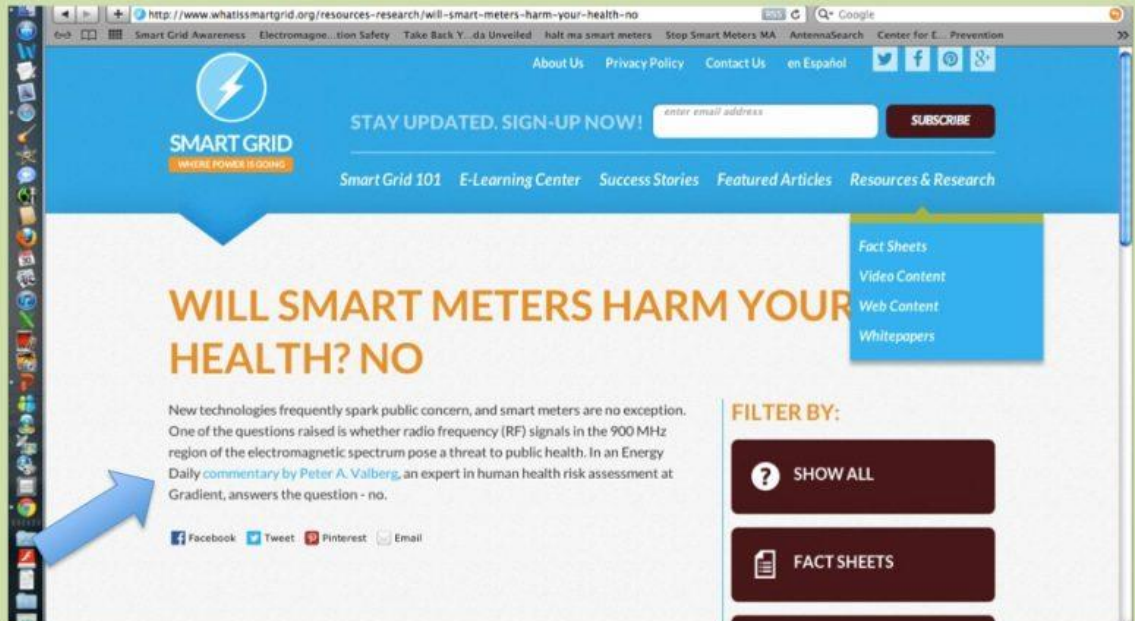 http://www.whatissmartgrid.org/resources-research/will-smart-meters-harm-your-health-no
RSS
Google
Smart Grid Awareness Electromagne...tion Safety Take Back Y...da Unveiled halt ma smart meters Stop Smart Meters MA AntennaSearch Center for E... Prevention
About Us Privacy Policy Contact Us en Español
STAY UPDATED. SIGN-UP NOW! enter email address SUBSCRIBE
SMART GRID
WHERE POWER IS GOING
Smart Grid 101 E-Learning Center Success Stories Featured Articles Resources & Research
Fact Sheets
Video Content
Web Content
Whitepapers
WILL SMART METERS HARM YOUR
HEALTH? NO
New technologies frequently spark public concern, and smart meters are no exception.
One of the questions raised is whether radio frequency (RF) signals in the 900 MHz
region of the electromagnetic spectrum pose a threat to public health. In an Energy
Daily commentary by Peter A. Valberg, an expert in human health risk assessment at
Gradient, answers the question - no.
Facebook Tweet Pinterest Email
FILTER BY:
SHOW ALL
FACT SHEETS